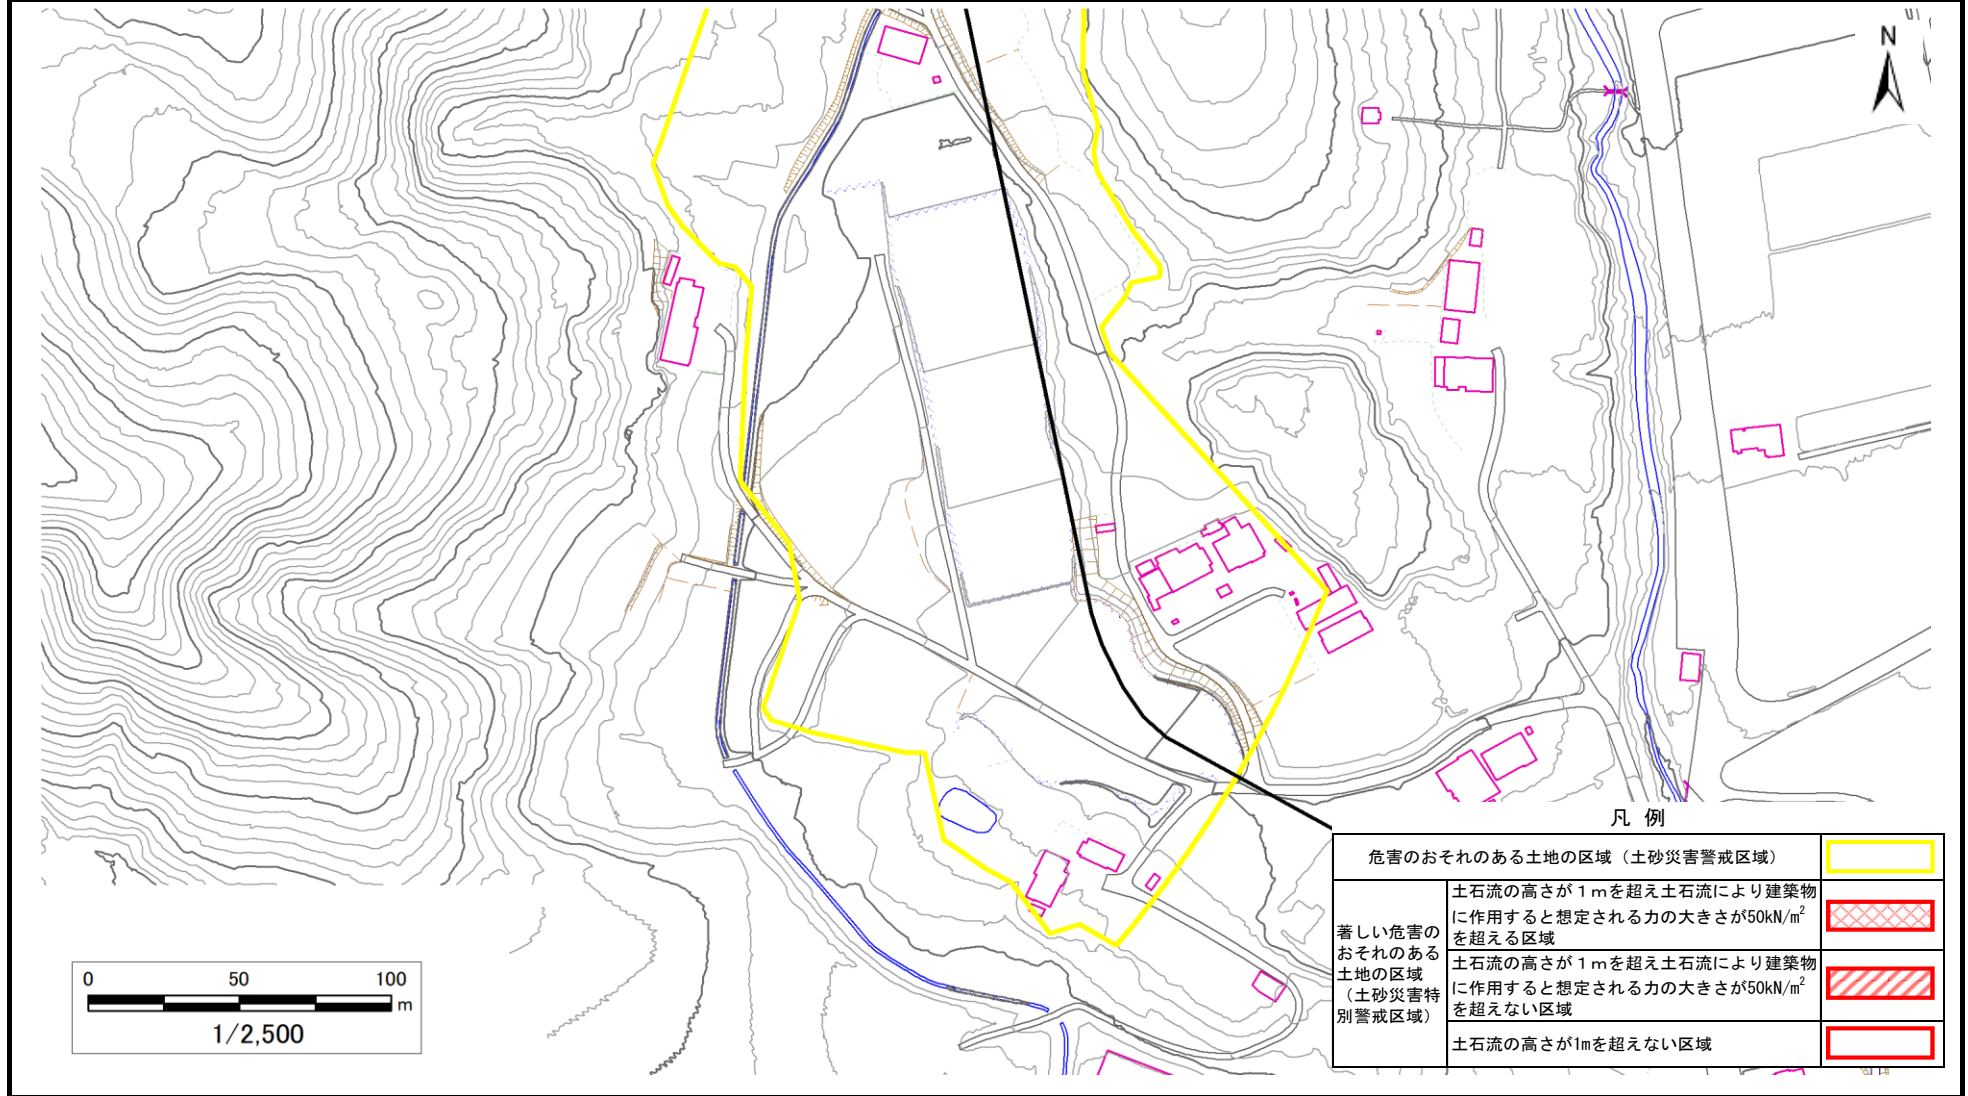 N
凡 例
危害のおそれのある土地の区域（土砂災害警戒区域）
著しい危害の
おそれのある
土地の区域
（土砂災害特
別警戒区域）
土石流の高さが１ｍを超え土石流により建築物
に作用すると想定される力の大きさが50kN/m²
を超える区域
土石流の高さが１ｍを超え土石流により建築物
に作用すると想定される力の大きさが50kN/m²
を超えない区域
土石流の高さが1mを超えない区域
0 50 100
m
1/2,500